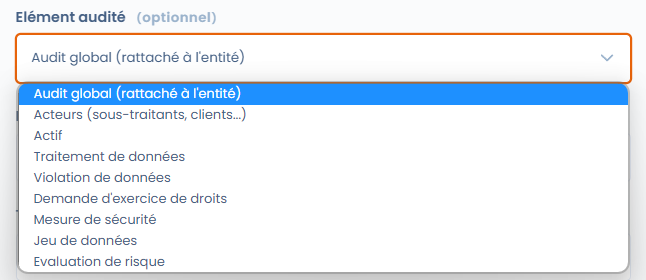 Elément audité (optionnel)
Audit global (rattaché à l'entité)
Audit global (rattaché à l'entité)
Acteurs (sous-traitants, clients...)
Actif
Traitement de données
Violation de données
Demande d'exercice de droits
Mesure de sécurité
Jeu de données
Evaluation de risque